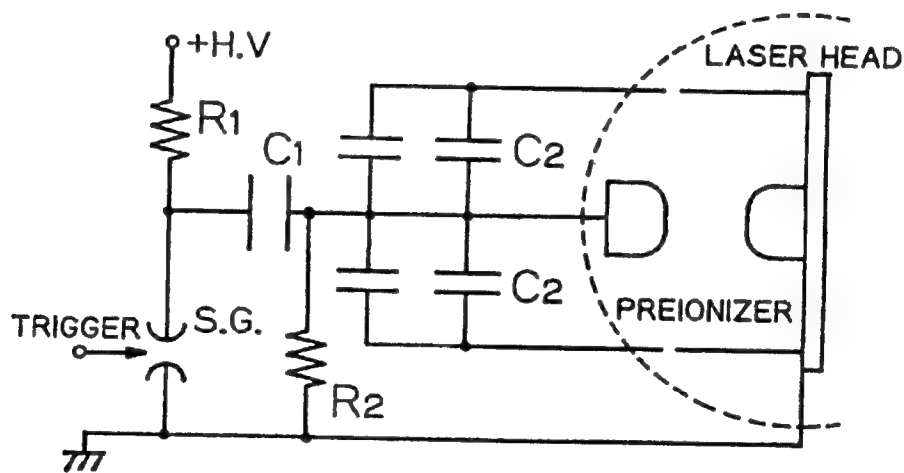 +H.V
LASER HEAD
R1
C1
C2
C2
S.G.
TRIGGER
PREIONIZER
R2